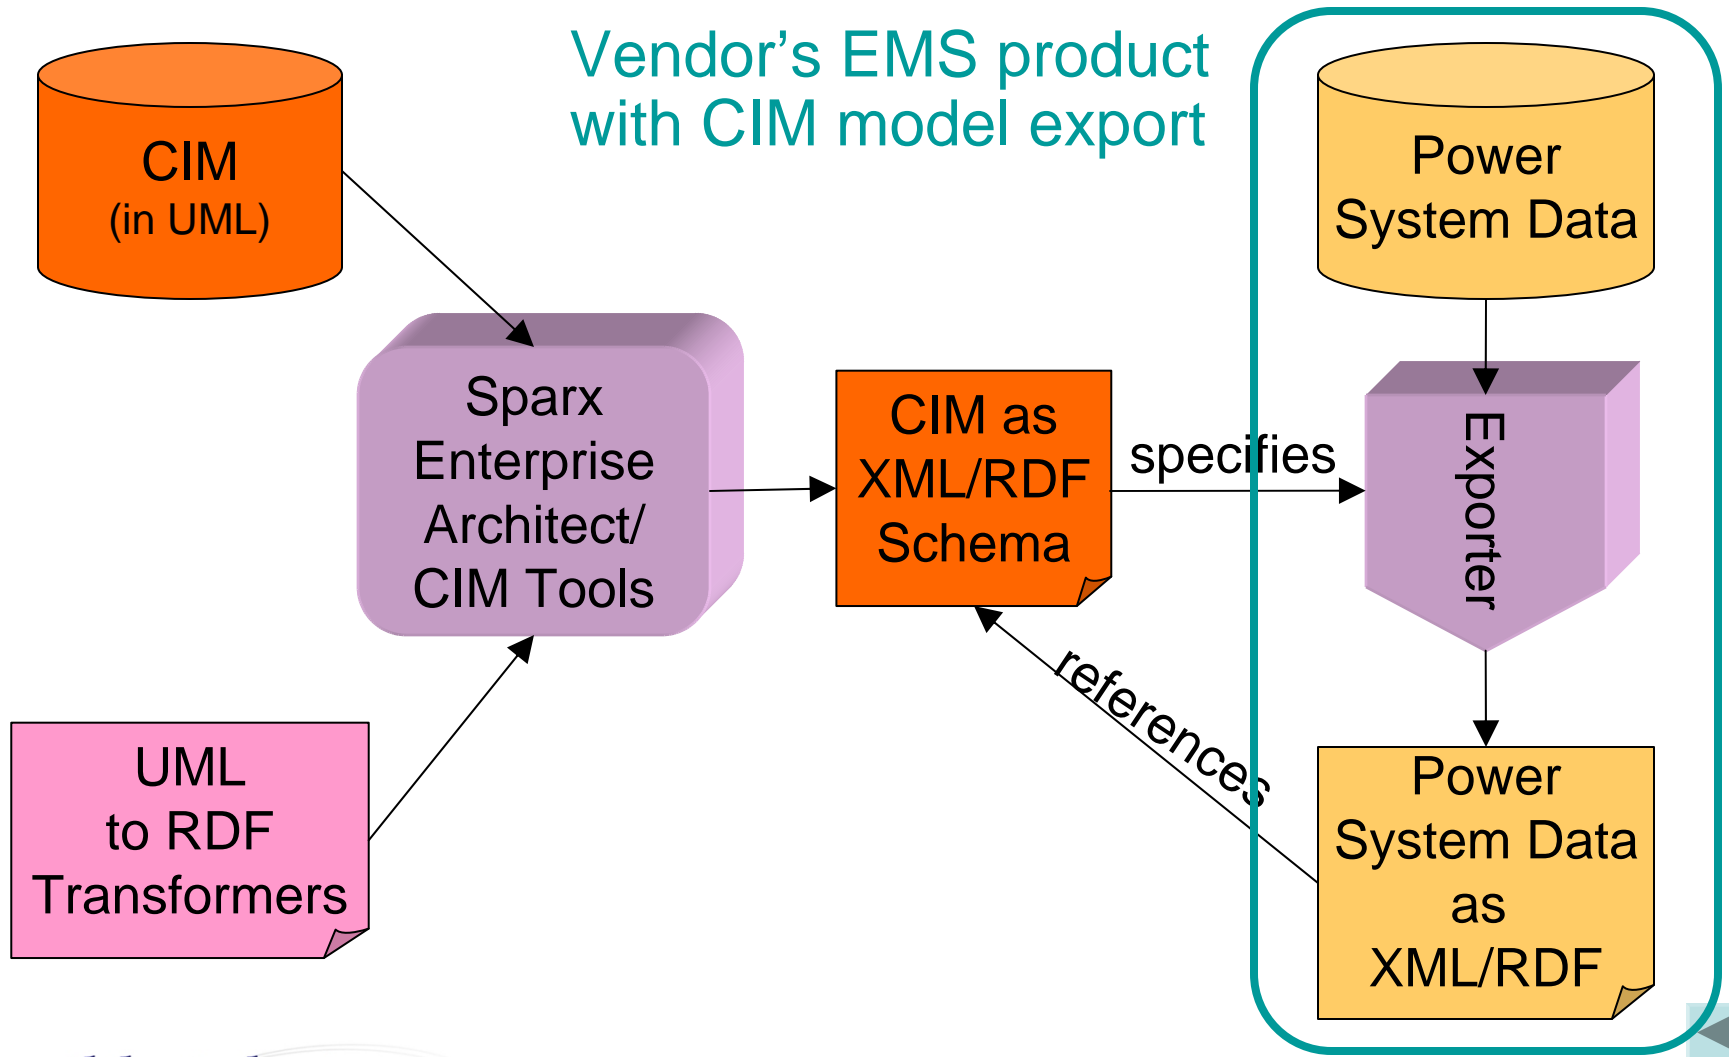 Vendor’s EMS product
with CIM model export
CIM
(in UML)
Power
System Data
Sparx
Enterprise
Architect/
CIM Tools
CIM as
XML/RDF
Schema
specifies
Exporter
references
UML
to RDF
Transformers
Power
System Data
as
XML/RDF